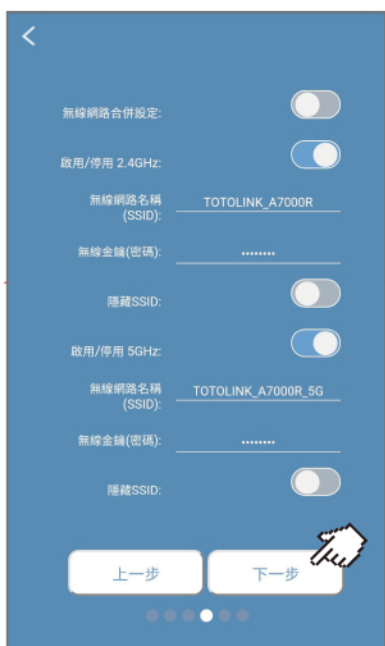 無線網路合併設定:
啟用/停用 2.4GHz:
無線網路名稱
(SSID):
TOTOLINK_A7000R
無線金鑰(密碼):
........
隱藏SSID:
啟用/停用 5GHz:
無線網路名稱
(SSID):
TOTOLINK_A7000R_5G
無線金鑰(密碼):
........
隱藏SSID:
上一步
下一步